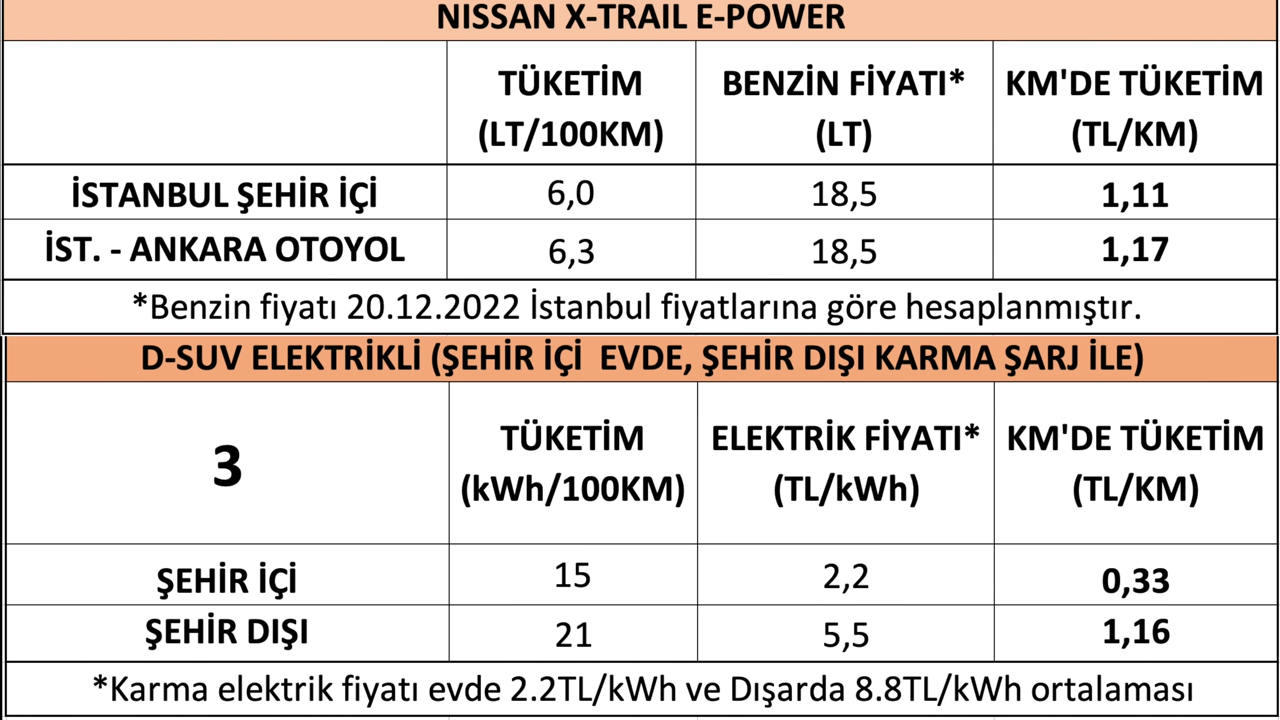 NISSAN X-TRAIL E-POWER
TÜKETİM BENZİN FİYATI* KM'DE TÜKETİM
(LT/100KM) (LT) (TL/KM)
İSTANBUL ŞEHİR İÇİ 6,0 18,5 1,11
İST. - ANKARA OTOYOL 6,3 18,5 1,17
*Benzin fiyatı 20.12.2022 İstanbul fiyatlarına göre hesaplanmıştır.
D-SUV ELEKTRİKLİ (ŞEHİR İÇİ  EVDE, ŞEHİR DIŞI KARMA ŞARJ İLE)
3
TÜKETİM ELEKTRİK FİYATI* KM'DE TÜKETİM
(kWh/100KM) (TL/kWh) (TL/KM)
ŞEHİR İÇİ 15 2,2 0,33
ŞEHİR DIŞI 21 5,5 1,16
*Karma elektrik fiyatı evde 2.2TL/kWh ve Dışarda 8.8TL/kWh ortalaması